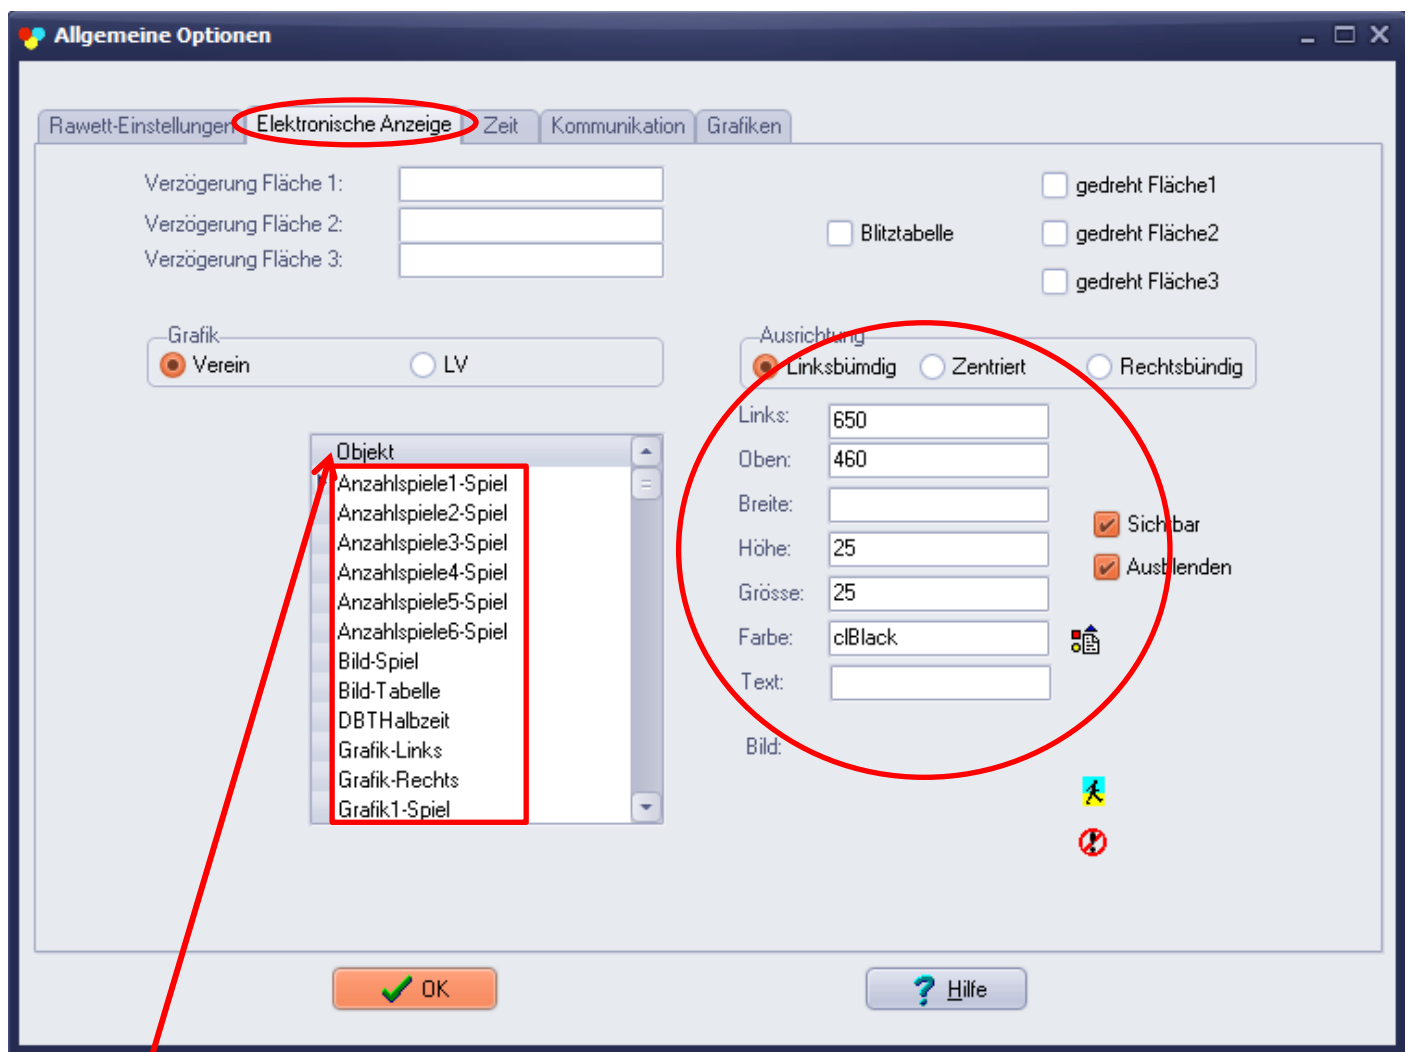 Allgemeine Optionen
Rawett-Einstellungen Elektronische Anzeige Zeit Kommunikation Grafiken
Verzögerung Fläche 1:
gedreht Fläche1
Verzögerung Fläche 2:
Blitztabelle
gedreht Fläche2
Verzögerung Fläche 3:
gedreht Fläche3
Grafik
Verein LV
Ausrichtung
Linksbümdig Zentriert Rechtsbündig
Objekt
Anzahlspiele1-Spiel
Anzahlspiele2-Spiel
Anzahlspiele3-Spiel
Anzahlspiele4-Spiel
Anzahlspiele5-Spiel
Anzahlspiele6-Spiel
Bild-Spiel
Bild-Tabelle
DBTHalbzeit
Grafik-Links
Grafik-Rechts
Grafik1-Spiel
Links: 650
Oben: 460
Breite:
Höhe: 25
Grösse: 25
Farbe: clBlack
Text:
Bild:
Sichtbar
Ausblenden
OK
Hilfe